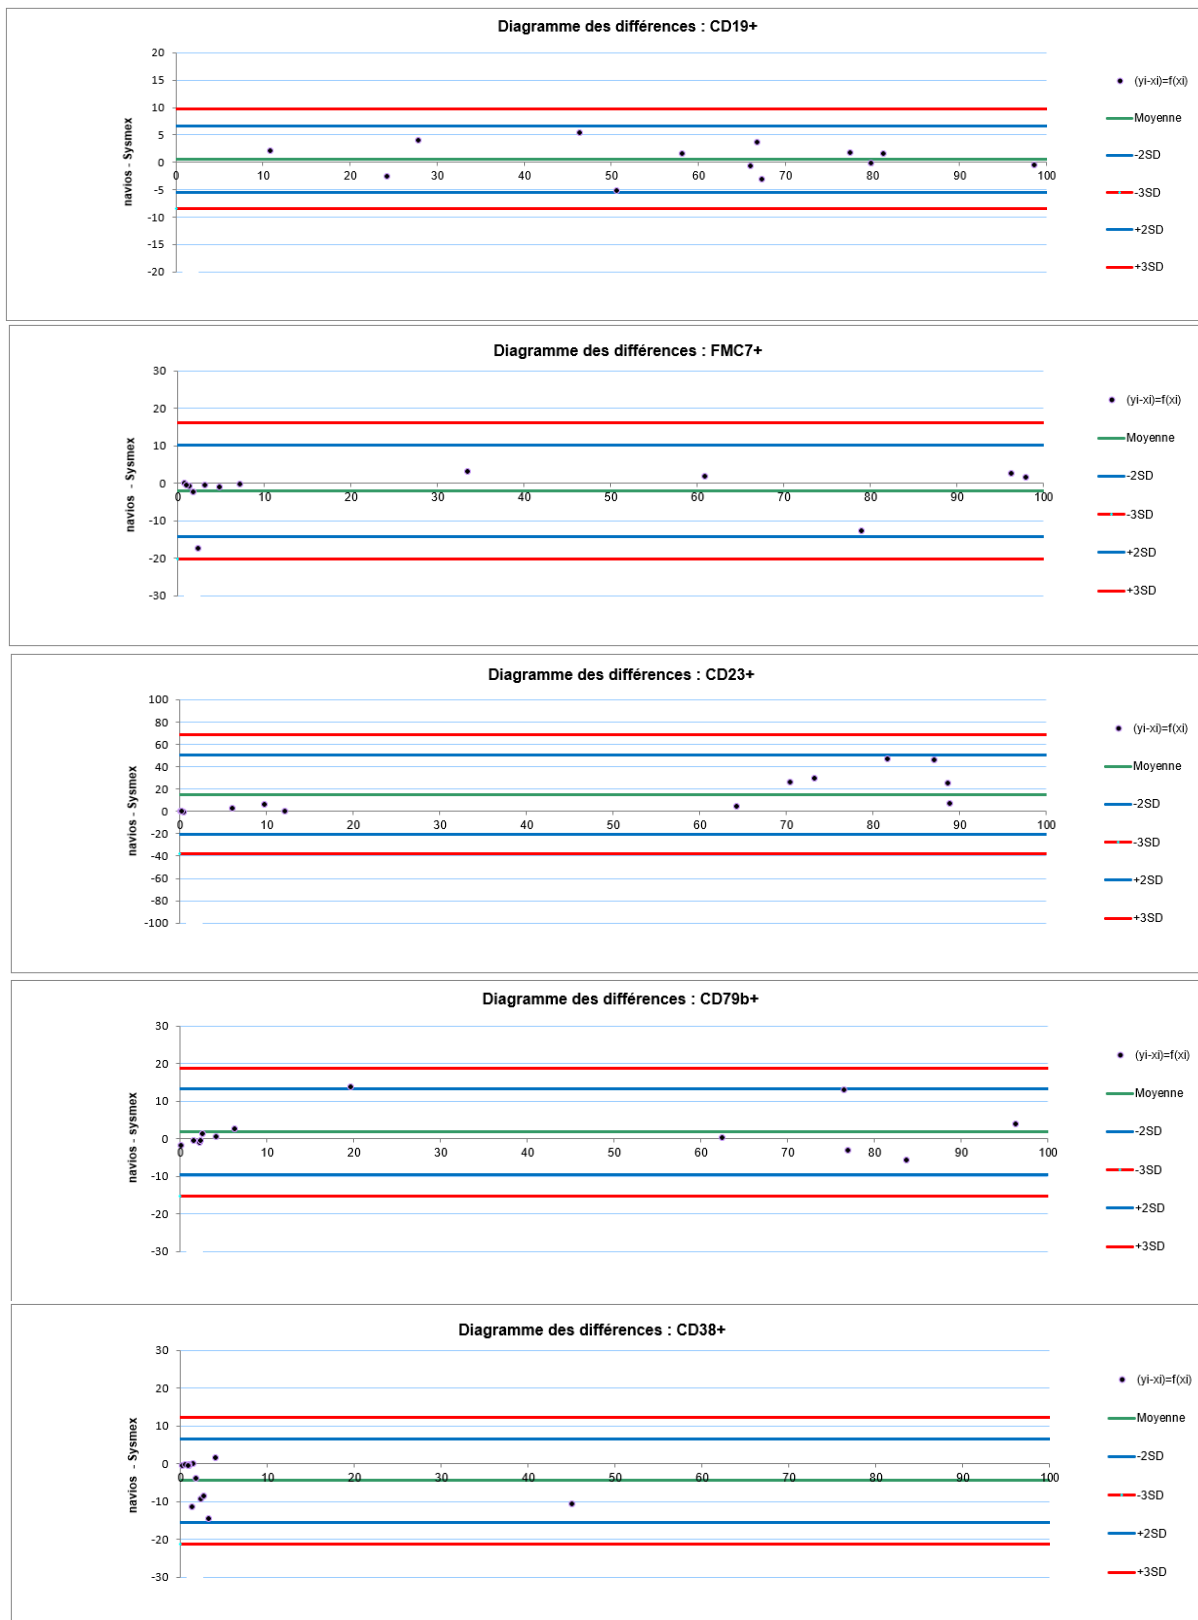 Diagramme des différences : CD19+
navios - Sysmex
20
15
10
5
0
-5
-10
-15
-20
0 10 20 30 40 50 60 70 80 90 100
(yi-xi)=f(xi)
Moyenne
-2SD
-3SD
+2SD
+3SD
Diagramme des différences : FMC7+
navios - Sysmex
30
20
10
0
-10
-20
-30
0 10 20 30 40 50 60 70 80 90 100
(yi-xi)=f(xi)
Moyenne
-2SD
-3SD
+2SD
+3SD
Diagramme des différences : CD23+
navios - Sysmex
100
80
60
40
20
0
-20
-40
-60
-80
-100
0 10 20 30 40 50 60 70 80 90 100
(yi-xi)=f(xi)
Moyenne
-2SD
-3SD
+2SD
+3SD
Diagramme des différences : CD79b+
navios - sysmex
30
20
10
0
-10
-20
-30
0 10 20 30 40 50 60 70 80 90 100
(yi-xi)=f(xi)
Moyenne
-2SD
-3SD
+2SD
+3SD
Diagramme des différences : CD38+
navios - Sysmex
30
20
10
0
-10
-20
-30
0 10 20 30 40 50 60 70 80 90 100
(yi-xi)=f(xi)
Moyenne
-2SD
-3SD
+2SD
+3SD